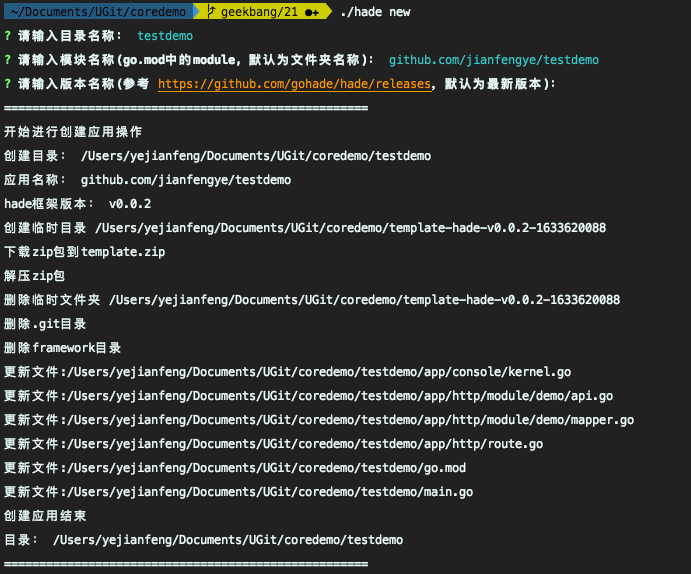 ~/Documents/UGit/coredemo geekbang/21 ●+ ./hade new
? 请输入目录名称： testdemo
? 请输入模块名称(go.mod中的module, 默认为文件夹名称)： github.com/jianfengye/testdemo
? 请输入版本名称(参考 https://github.com/gohade/hade/releases, 默认为最新版本)：
====================================================
开始进行创建应用操作
创建目录： /Users/yejianfeng/Documents/UGit/coredemo/testdemo
应用名称： github.com/jianfengye/testdemo
hade框架版本： v0.0.2
创建临时目录 /Users/yejianfeng/Documents/UGit/coredemo/template-hade-v0.0.2-1633620088
下载zip包到template.zip
解压zip包
删除临时文件夹 /Users/yejianfeng/Documents/UGit/coredemo/template-hade-v0.0.2-1633620088
删除.git目录
删除framework目录
更新文件:/Users/yejianfeng/Documents/UGit/coredemo/testdemo/app/console/kernel.go
更新文件:/Users/yejianfeng/Documents/UGit/coredemo/testdemo/app/http/module/demo/api.go
更新文件:/Users/yejianfeng/Documents/UGit/coredemo/testdemo/app/http/module/demo/mapper.go
更新文件:/Users/yejianfeng/Documents/UGit/coredemo/testdemo/app/http/route.go
更新文件:/Users/yejianfeng/Documents/UGit/coredemo/testdemo/go.mod
更新文件:/Users/yejianfeng/Documents/UGit/coredemo/testdemo/main.go
创建应用结束
目录： /Users/yejianfeng/Documents/UGit/coredemo/testdemo
====================================================